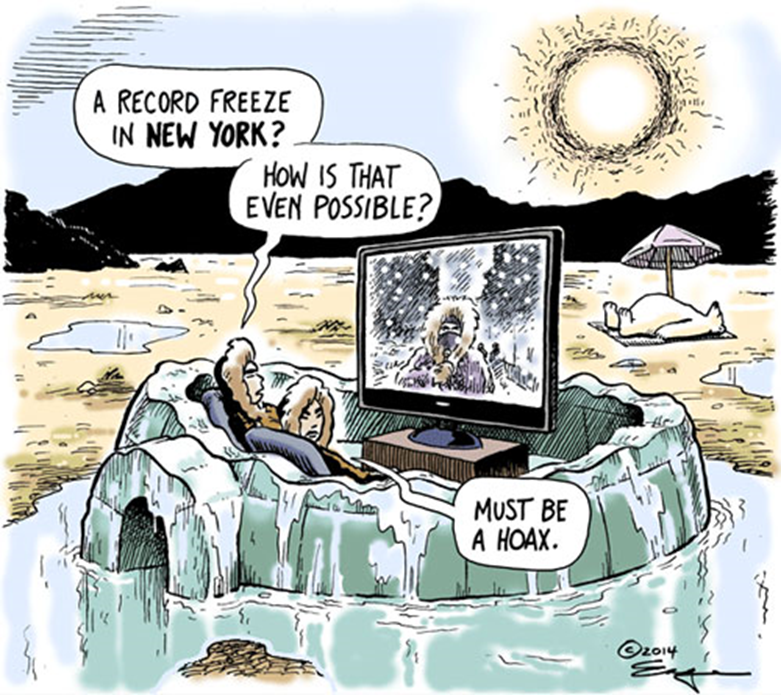 A RECORD FREEZE
IN NEW YORK?
HOW IS THAT
EVEN POSSIBLE?
MUST BE
A HOAX.
©2014